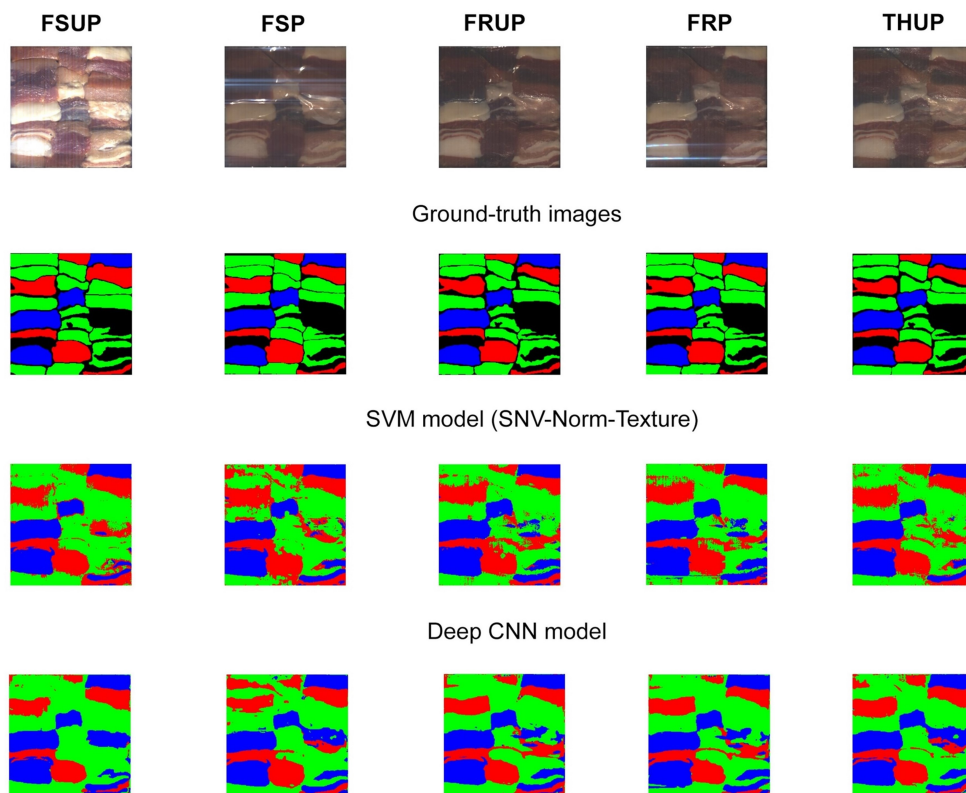 FSUP FSP FRUP FRP THUP
Ground-truth images
SVM model (SNV-Norm-Texture)
Deep CNN model